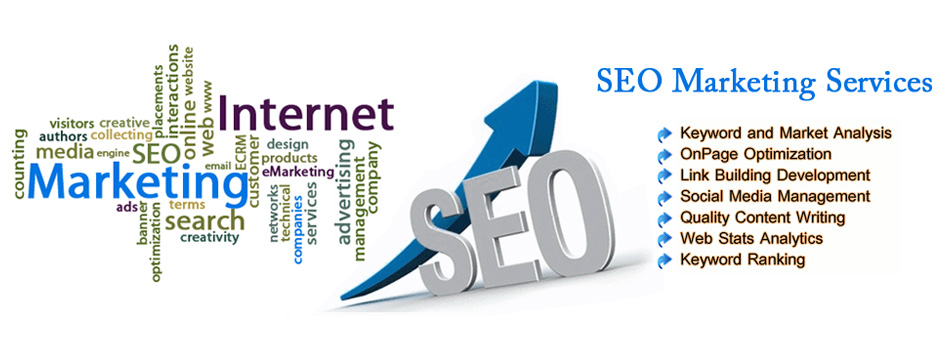 counting
visitors
creative
authors
collecting
media
engine
SEO
placements
interactions
online
website
web
www
Internet
Marketing
email
ECRM
customer
design
products
eMarketing
ads
banner
optimization
terms
search
creativity
networks
technical
companies
services
advertising
management
company
SEO
SEO Marketing Services
Keyword and Market Analysis
OnPage Optimization
Link Building Development
Social Media Management
Quality Content Writing
Web Stats Analytics
Keyword Ranking